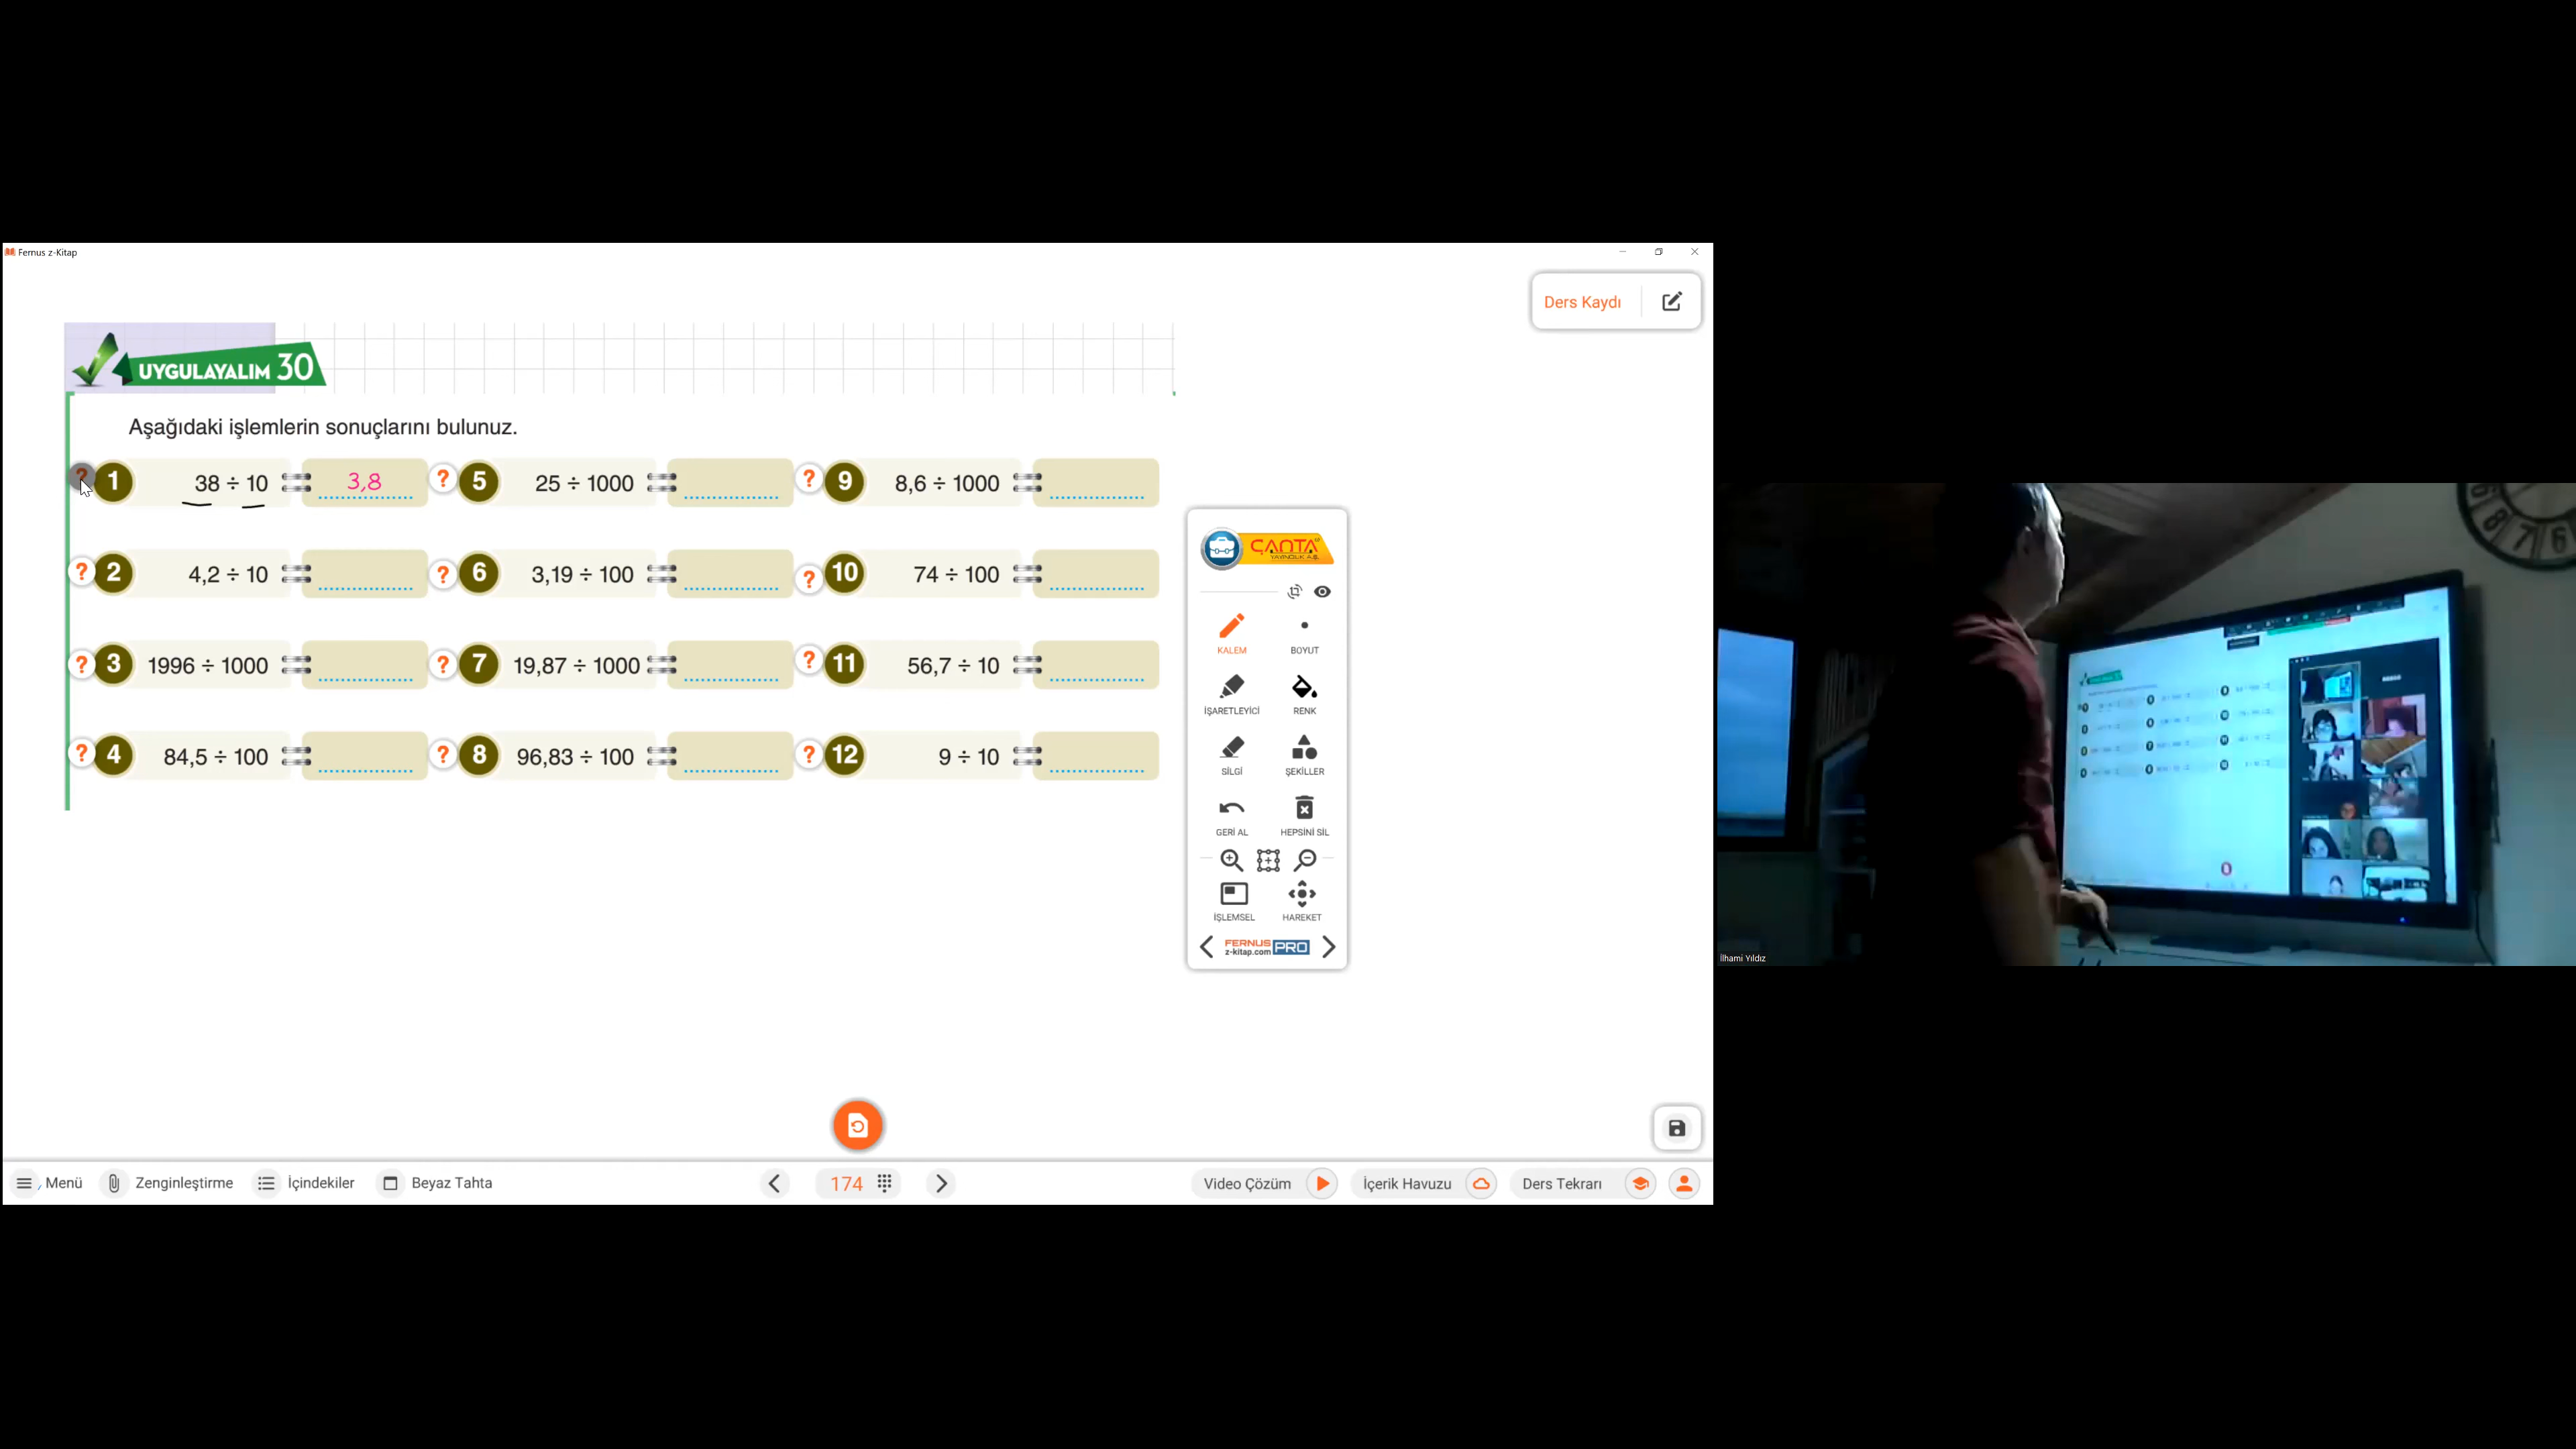 Fernus z-Kitap
Ders Kaydı
UYGULAYALIM 30
Aşağıdaki işlemlerin sonuçlarını bulunuz.
? 1 38 ÷ 10 3,8
? 5 25 ÷ 1000
? 9 8,6 ÷ 1000
? 2 4,2 ÷ 10
? 6 3,19 ÷ 100
? 10 74 ÷ 100
? 3 1996 ÷ 1000
? 7 19,87 ÷ 1000
? 11 56,7 ÷ 10
? 4 84,5 ÷ 100
? 8 96,83 ÷ 100
? 12 9 ÷ 10
ÇANTA
YAYINCILIK A.Ş.
KALEM BOYUT
İŞARETLEYİCİ RENK
SİLGİ ŞEKİLLER
GERİ AL HEPSİNİ SİL
İŞLEMSEL HAREKET
FERNUS
z-kitap.com PRO
İlhami Yıldız
Menü Zenginleştirme İçindekiler Beyaz Tahta 174 Video Çözüm İçerik Havuzu Ders Tekrarı